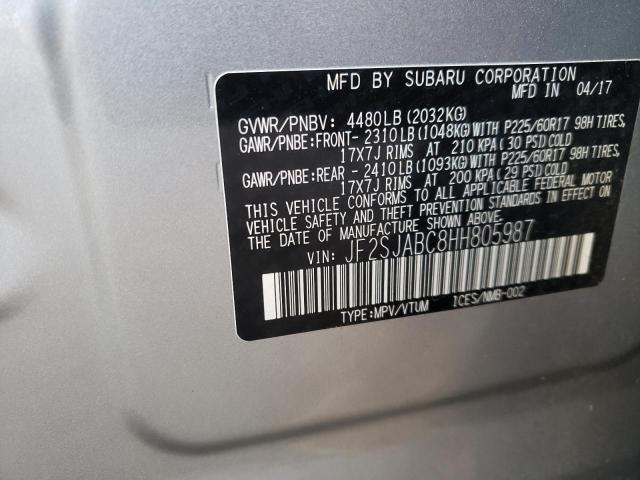 MFD BY SUBARU CORPORATION
MFD IN 04/17
GVWR/PNBV: 4480LB (2032KG)
GAWR/PNBE:FRONT- 2310LB (1048KG)WITH P225/60R17 98H TIRES,
17X7J RIMS AT 210 KPA ( 30 PSI)COLD
GAWR/PNBE:REAR - 2410LB (1093KG)WITH P225/60R17 98H TIRES,
17X7J RIMS AT 200 KPA ( 29 PSI)COLD
THIS VEHICLE CONFORMS TO ALL APPLICABLE FEDERAL MOTOR
VEHICLE SAFETY AND THEFT PREVENTION STANDARDS IN EFFECT ON
THE DATE OF MANUFACTURE SHOWN ABOVE.
VIN: JF2SJABC8HH805987
TYPE:MPV/VTUM ICES/NMB-002